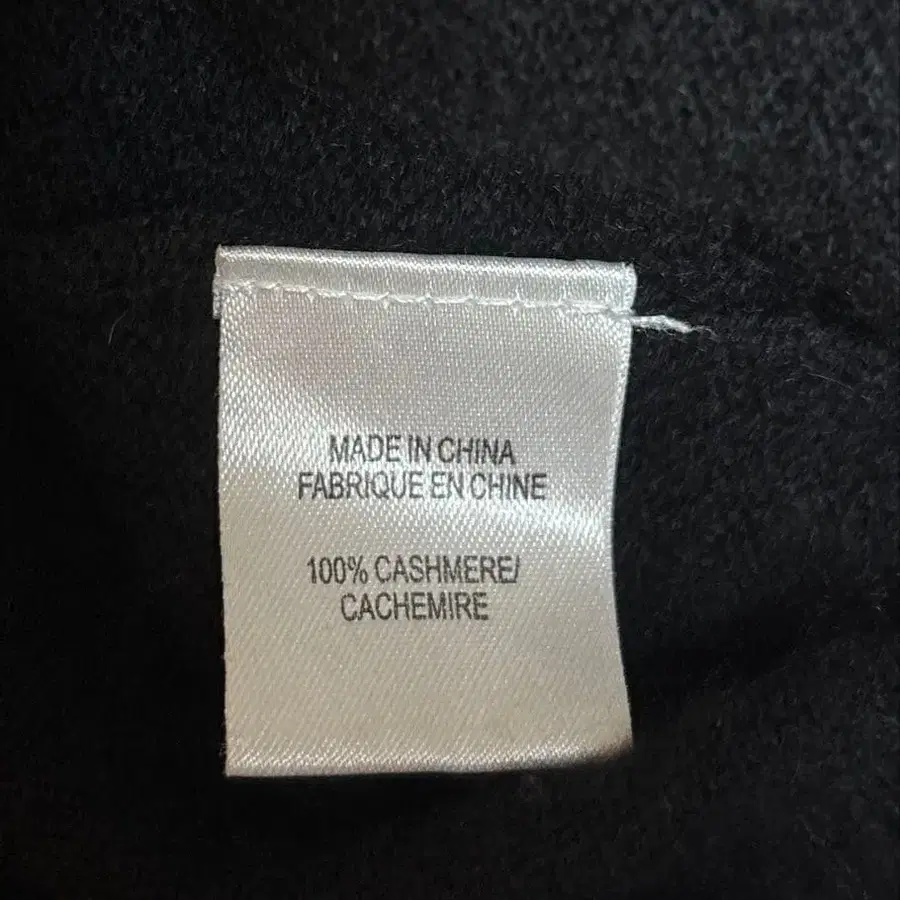 MADE IN CHINA
FABRIQUE EN CHINE
100% CASHMERE/
CACHEMIRE